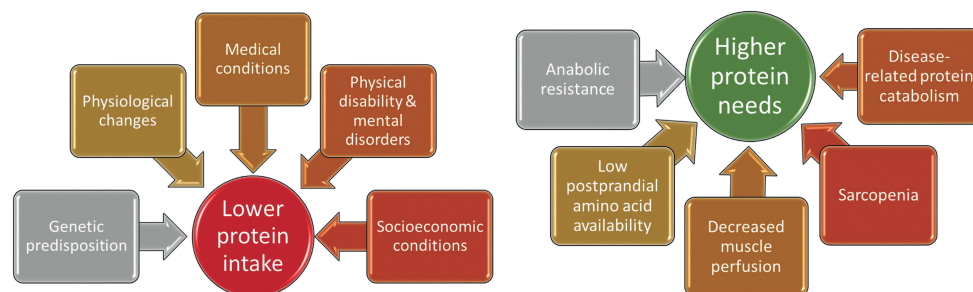 Medical
conditions
Physiological
changes
Physical
disability &
mental
disorders
Genetic
predisposition
Lower
protein
intake
Socioeconomic
conditions
Higher
protein
needs
Anabolic
resistance
Disease-
related protein
catabolism
Low
postprandial
amino acid
availability
Decreased
muscle
perfusion
Sarcopenia